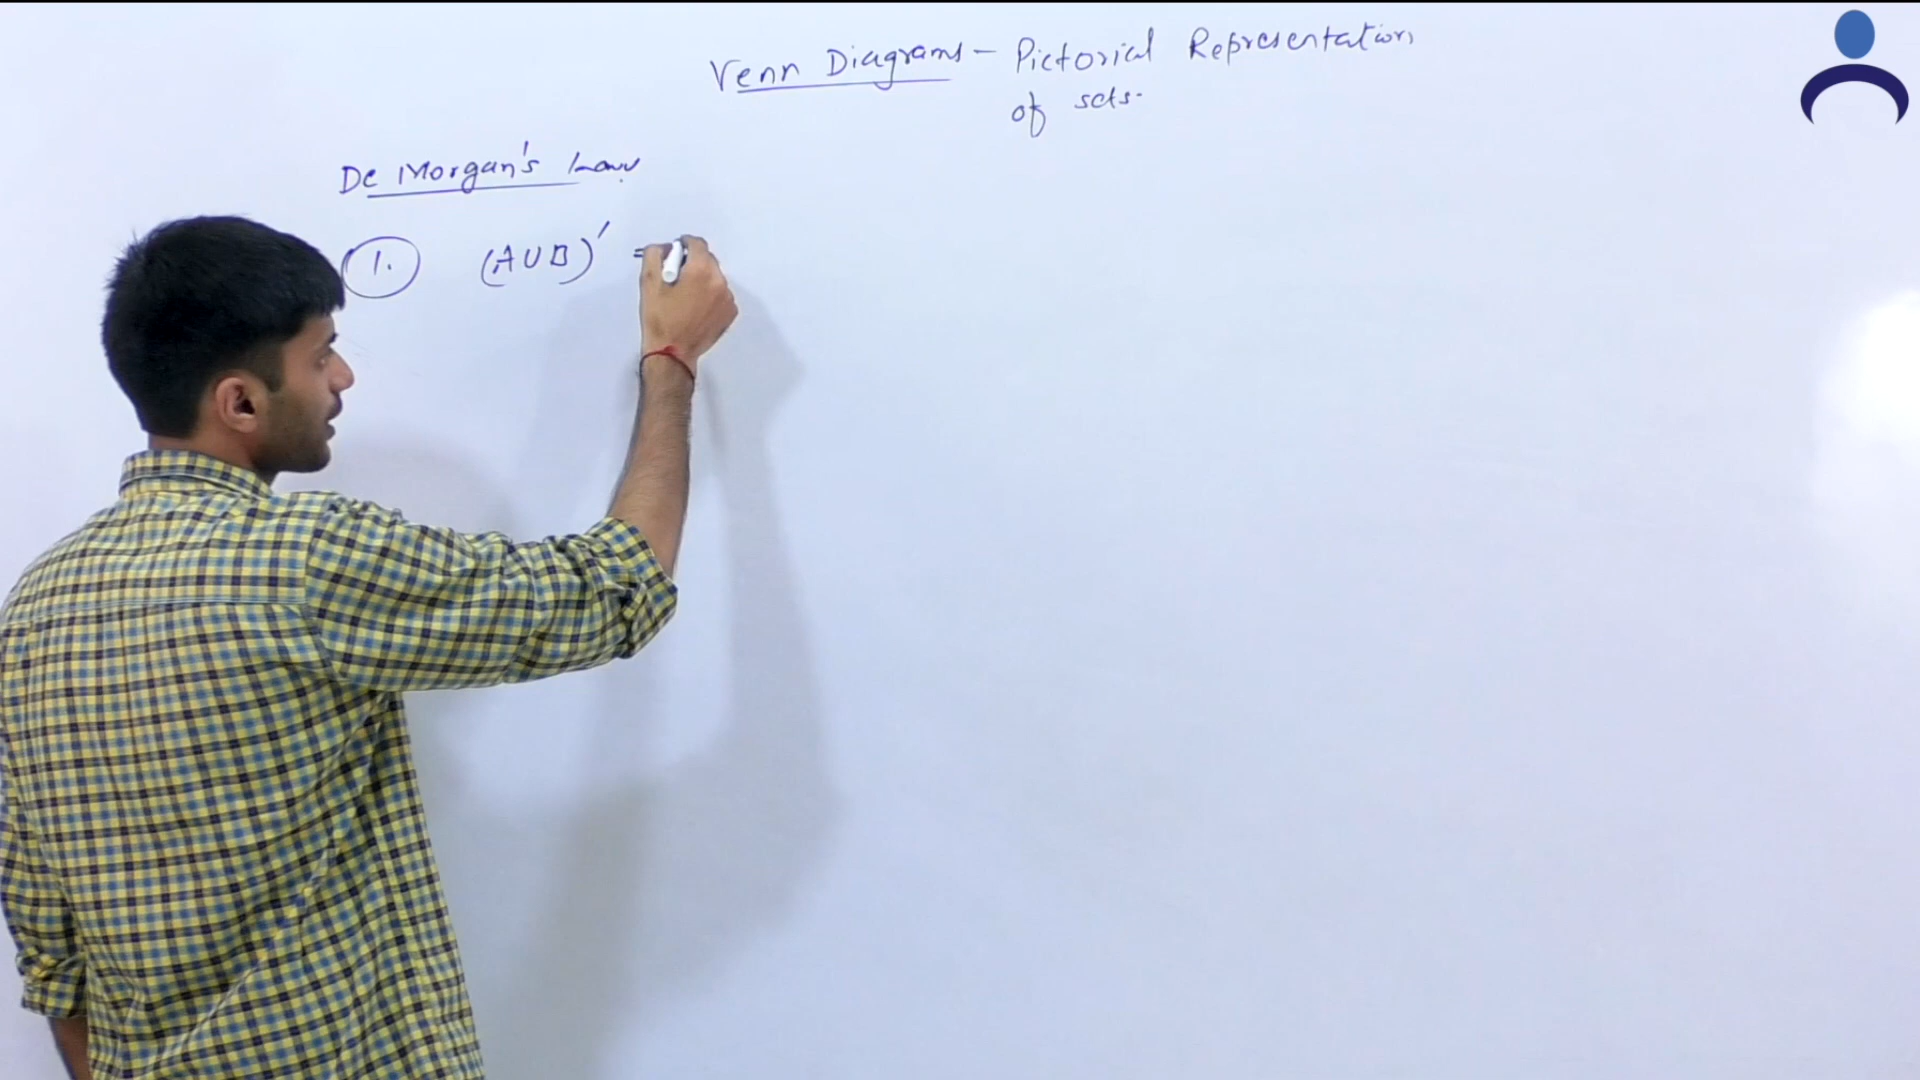 Venn Diagrams - Pictorial Representation
of sets.
De Morgan's Law
1. (A∪B)' =